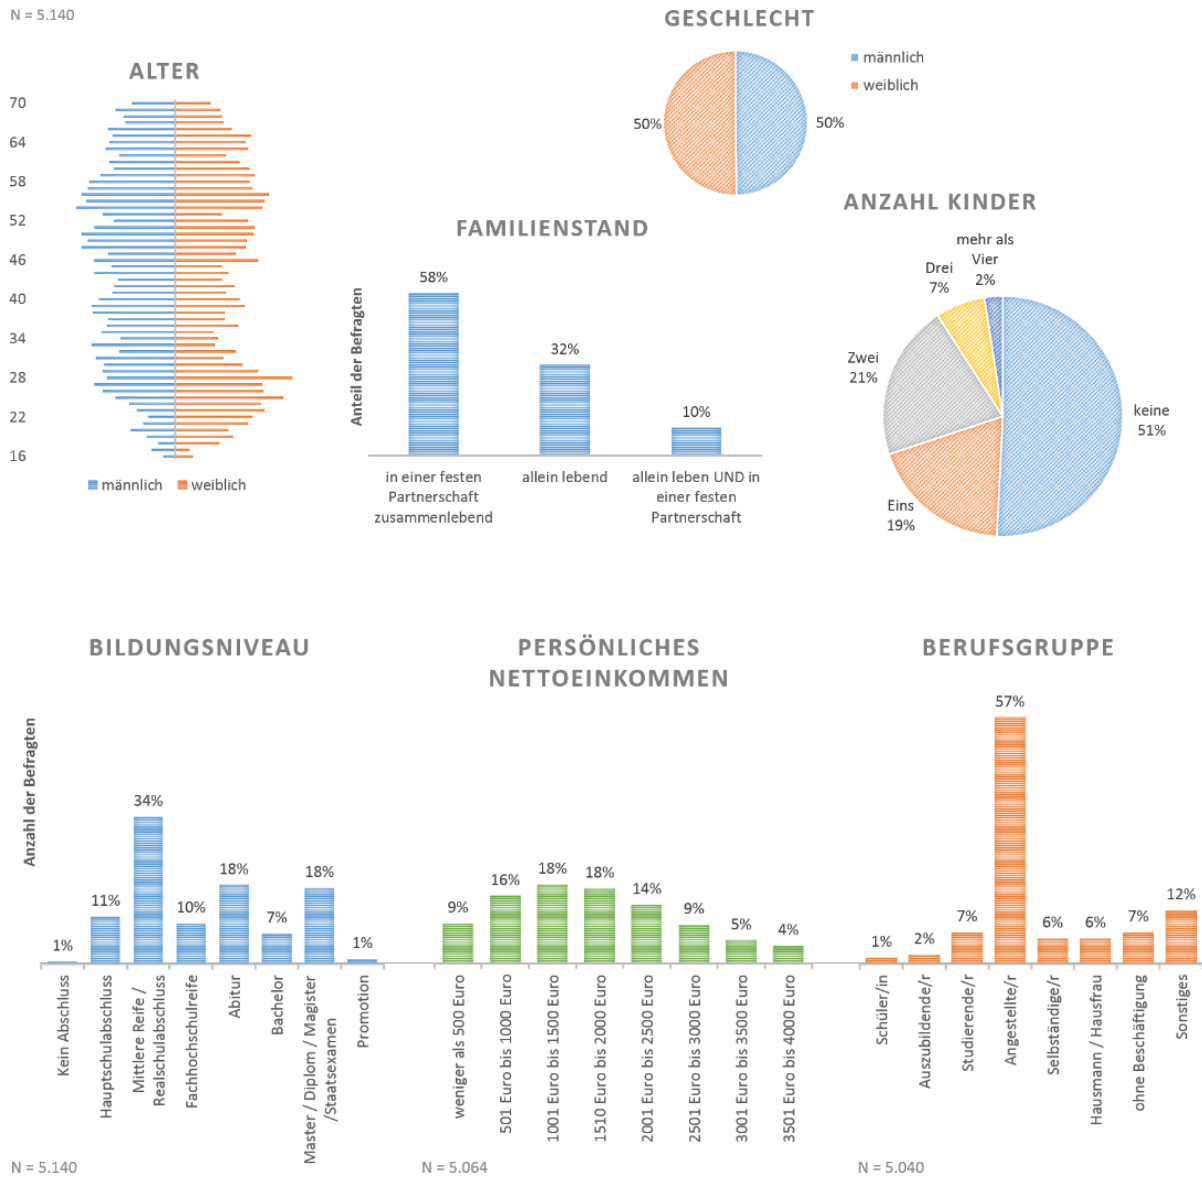 N = 5.140
GESCHLECHT
männlich
weiblich
50%
50%
ALTER
70
64
58
52
46
40
34
28
22
16
männlich
weiblich
FAMILIENSTAND
Anteil der Befragten
58%
32%
10%
in einer festen
Partnerschaft
zusammenlebend
allein lebend
allein leben UND in
einer festen
Partnerschaft
ANZAHL KINDER
mehr als
Vier
2%
Drei
7%
Zwei
21%
Eins
19%
keine
51%
BILDUNGSNIVEAU
Anzahl der Befragten
1%
11%
34%
10%
18%
7%
18%
1%
Kein Abschluss
Hauptschulabschluss
Mittlere Reife /
Realschulabschluss
Fachhochschulreife
Abitur
Bachelor
Master / Diplom / Magister
/Staatsexamen
Promotion
N = 5.140
PERSÖNLICHES
NETTOEINKOMMEN
9%
16%
18%
18%
14%
9%
5%
4%
weniger als 500 Euro
501 Euro bis 1000 Euro
1001 Euro bis 1500 Euro
1510 Euro bis 2000 Euro
2001 Euro bis 2500 Euro
2501 Euro bis 3000 Euro
3001 Euro bis 3500 Euro
3501 Euro bis 4000 Euro
N = 5.064
BERUFSGRUPPE
1%
2%
7%
57%
6%
6%
7%
12%
Schüler/in
Auszubildende/r
Studierende/r
Angestellte/r
Selbständige/r
Hausmann / Hausfrau
ohne Beschäftigung
Sonstiges
N = 5.040